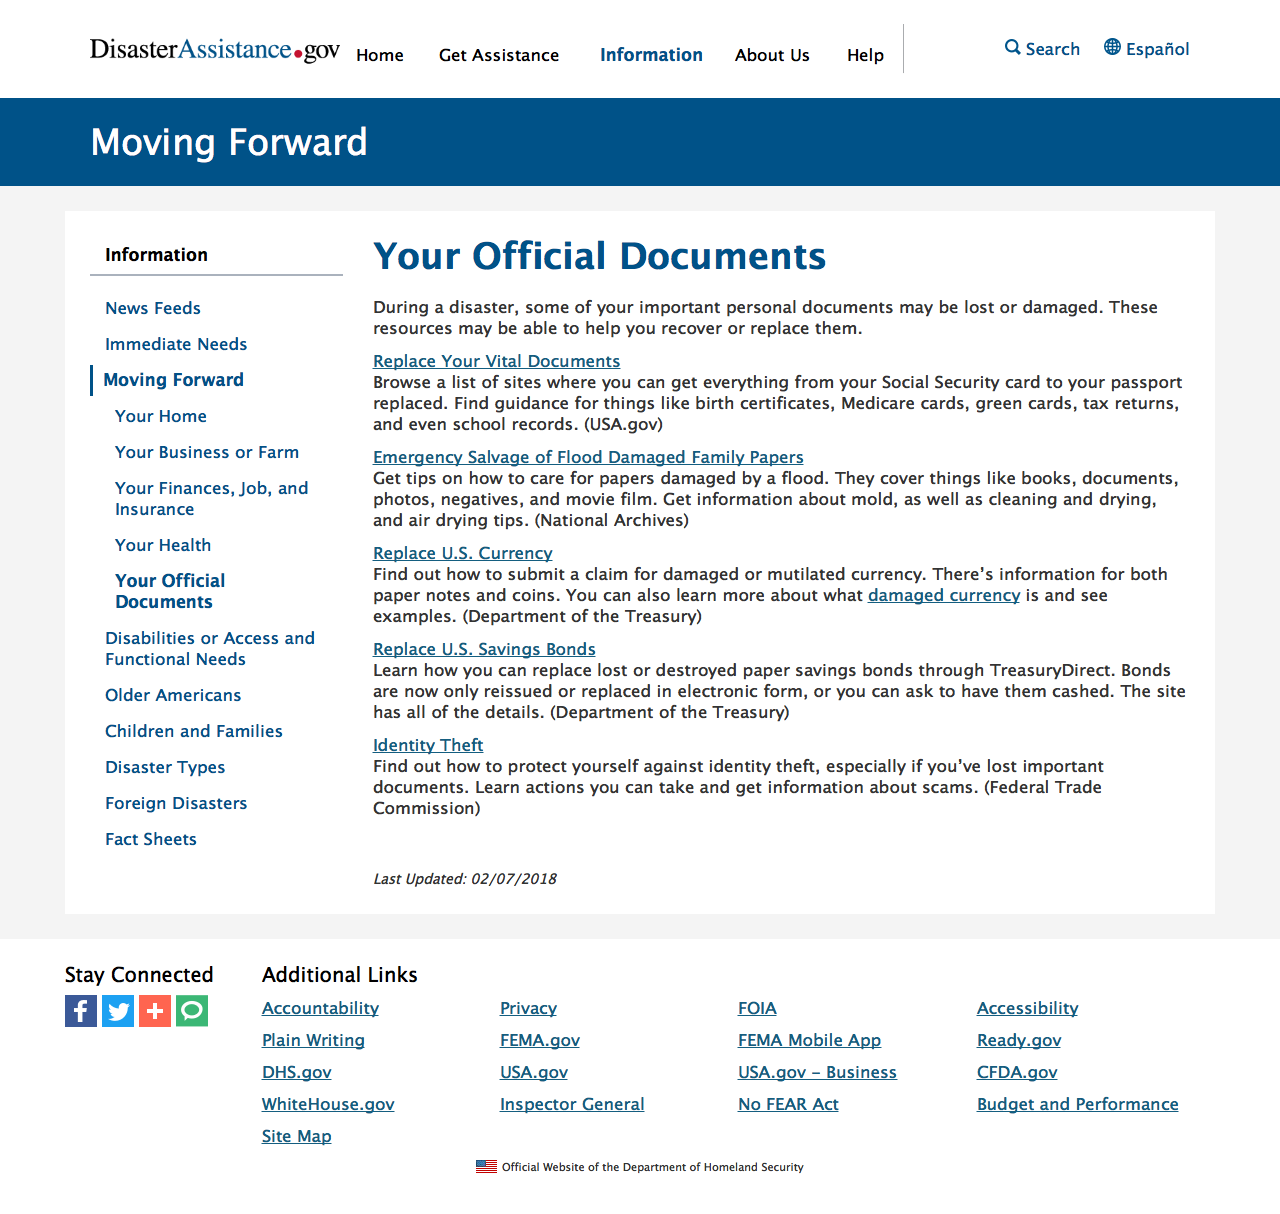 DisasterAssistance.gov
Home
Get Assistance
Information
About Us
Help
Search
Español
Moving Forward
Information
News Feeds
Immediate Needs
Moving Forward
Your Home
Your Business or Farm
Your Finances, Job, and
Insurance
Your Health
Your Official
Documents
Disabilities or Access and
Functional Needs
Older Americans
Children and Families
Disaster Types
Foreign Disasters
Fact Sheets
Your Official Documents
During a disaster, some of your important personal documents may be lost or damaged. These
resources may be able to help you recover or replace them.
Replace Your Vital Documents
Browse a list of sites where you can get everything from your Social Security card to your passport
replaced. Find guidance for things like birth certificates, Medicare cards, green cards, tax returns,
and even school records. (USA.gov)
Emergency Salvage of Flood Damaged Family Papers
Get tips on how to care for papers damaged by a flood. They cover things like books, documents,
photos, negatives, and movie film. Get information about mold, as well as cleaning and drying,
and air drying tips. (National Archives)
Replace U.S. Currency
Find out how to submit a claim for damaged or mutilated currency. There’s information for both
paper notes and coins. You can also learn more about what damaged currency is and see
examples. (Department of the Treasury)
Replace U.S. Savings Bonds
Learn how you can replace lost or destroyed paper savings bonds through TreasuryDirect. Bonds
are now only reissued or replaced in electronic form, or you can ask to have them cashed. The site
has all of the details. (Department of the Treasury)
Identity Theft
Find out how to protect yourself against identity theft, especially if you’ve lost important
documents. Learn actions you can take and get information about scams. (Federal Trade
Commission)
Last Updated: 02/07/2018
Stay Connected
Additional Links
Accountability
Privacy
FOIA
Accessibility
Plain Writing
FEMA.gov
FEMA Mobile App
Ready.gov
DHS.gov
USA.gov
USA.gov – Business
CFDA.gov
WhiteHouse.gov
Inspector General
No FEAR Act
Budget and Performance
Site Map
Official Website of the Department of Homeland Security